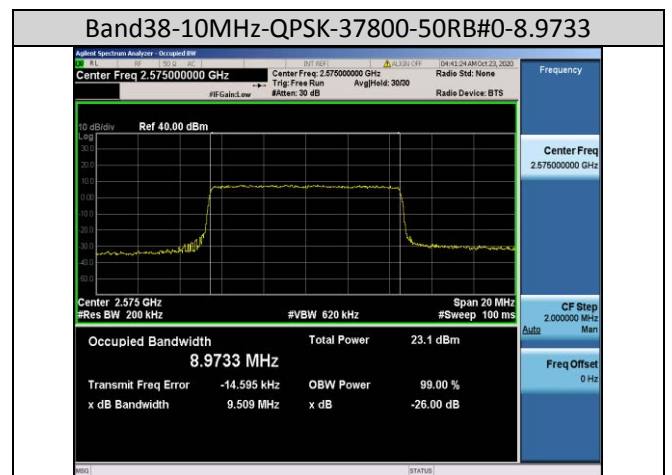 Band38-10MHz-QPSK-37800-50RB#0-8.9733
Agilent Spectrum Analyzer - Occupied BW
RL RF 50 Ω AC INT REF ALIGN OFF 04:41:24 AM Oct 23, 2020
Center Freq 2.575000000 GHz
Center Freq: 2.575000000 GHz
Radio Std: None
Trig: Free Run Avg|Hold: 30/30
#IFGain:Low #Atten: 30 dB Radio Device: BTS
Frequency
10 dB/div Ref 40.00 dBm
Log
30.0
20.0
10.0
0.00
-10.0
-20.0
-30.0
-40.0
-50.0
Center Freq
2.575000000 GHz
Center 2.575 GHz Span 20 MHz
#Res BW 200 kHz #VBW 620 kHz #Sweep 100 ms
CF Step
2.000000 MHz
Auto Man
Occupied Bandwidth Total Power 23.1 dBm
8.9733 MHz
Freq Offset
0 Hz
Transmit Freq Error -14.595 kHz OBW Power 99.00 %
x dB Bandwidth 9.509 MHz x dB -26.00 dB
MSG STATUS